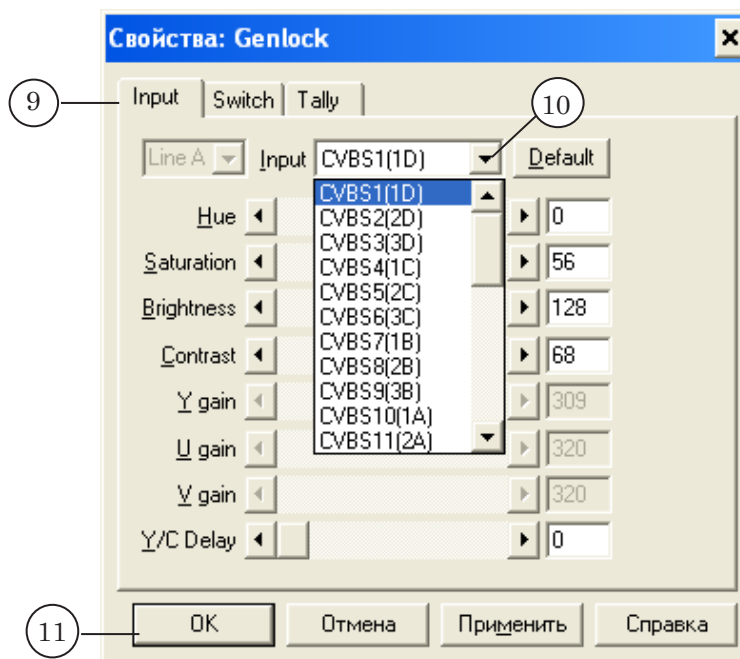 Свойства: Genlock
9 Input Switch Tally 10
Line A Input CVBS1(1D) Default
CVBS1(1D)
Hue CVBS2(2D) 0
CVBS3(3D)
Saturation CVBS4(1C) 56
CVBS5(2C)
Brightness CVBS6(3C) 128
CVBS7(1B)
Contrast CVBS8(2B) 68
CVBS9(3B)
Y gain CVBS10(1A) 309
CVBS11(2A)
U gain 320
V gain 320
Y/C Delay 0
11 OK Отмена Применить Справка